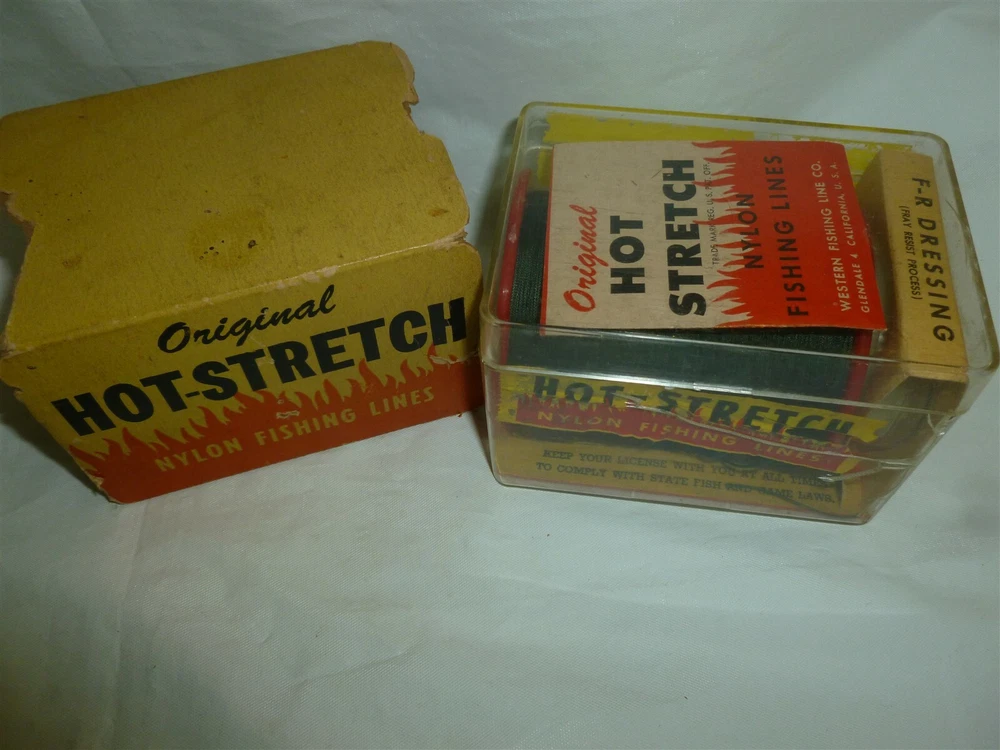 Original
HOT-STRETCH
NYLON FISHING LINES
Original
HOT
STRETCH
TRADE MARK REG. U.S. PAT. OFF.
NYLON
FISHING LINES
WESTERN FISHING LINE CO.
GLENDALE 4 CALIFORNIA, U. S. A.
F-R DRESSING
(FRAY RESIST PROCESS)
HOT-STRETCH
NYLON FISHING LINES
KEEP YOUR LICENSE WITH YOU AT ALL TIMES
TO COMPLY WITH STATE FISH AND GAME LAWS.